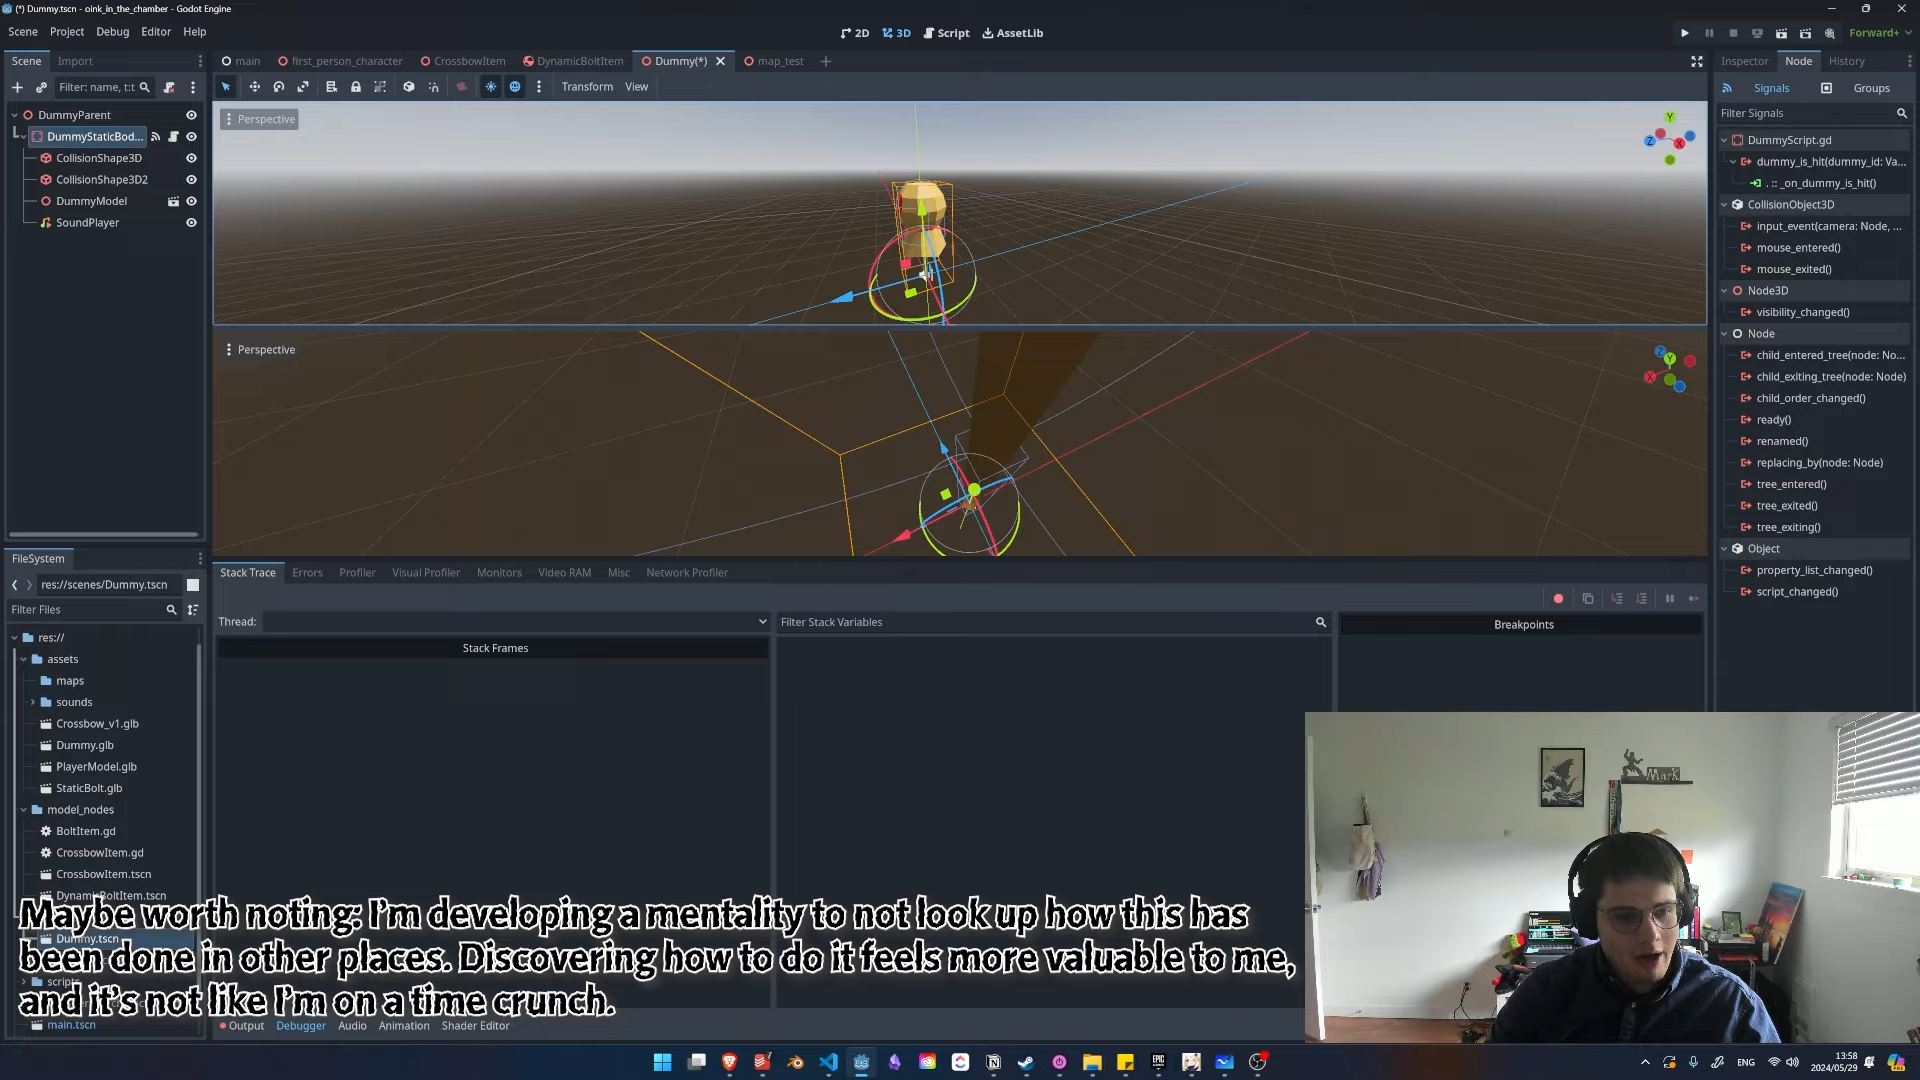 (*) Dummy.tscn - oink_in_the_chamber - Godot Engine
Scene Project Debug Editor Help
2D 3D Script AssetLib
Forward+
Scene Import
main first_person_character CrossbowItem DynamicBoltItem Dummy(*) map_test
Inspector Node History
Filter: name, t:t
Transform View
Signals Groups
Filter Signals
DummyParent
DummyStaticBod...
CollisionShape3D
CollisionShape3D2
DummyModel
SoundPlayer
Perspective
Y
Z
X
Perspective
Z
Y
X
DummyScript.gd
dummy_is_hit(dummy_id: Va...
. :: _on_dummy_is_hit()
CollisionObject3D
input_event(camera: Node, ...
mouse_entered()
mouse_exited()
Node3D
visibility_changed()
Node
child_entered_tree(node: No...
child_exiting_tree(node: Node)
child_order_changed()
ready()
renamed()
replacing_by(node: Node)
tree_entered()
tree_exited()
tree_exiting()
Object
property_list_changed()
script_changed()
FileSystem
res://scenes/Dummy.tscn
Filter Files
res://
assets
maps
sounds
Crossbow_v1.glb
Dummy.glb
PlayerModel.glb
StaticBolt.glb
model_nodes
BoltItem.gd
CrossbowItem.gd
CrossbowItem.tscn
DynamicBoltItem.tscn
Dummy.tscn
main.tscn
Stack Trace Errors Profiler Visual Profiler Monitors Video RAM Misc Network Profiler
Thread:
Filter Stack Variables
Breakpoints
Stack Frames
Maybe worth noting: I'm developing a mentality to not look up how this has
been done in other places. Discovering how to do it feels more valuable to me,
and it's not like I'm on a time crunch.
Output Debugger Audio Animation Shader Editor
Mark
ENG
13:58
2024/05/29